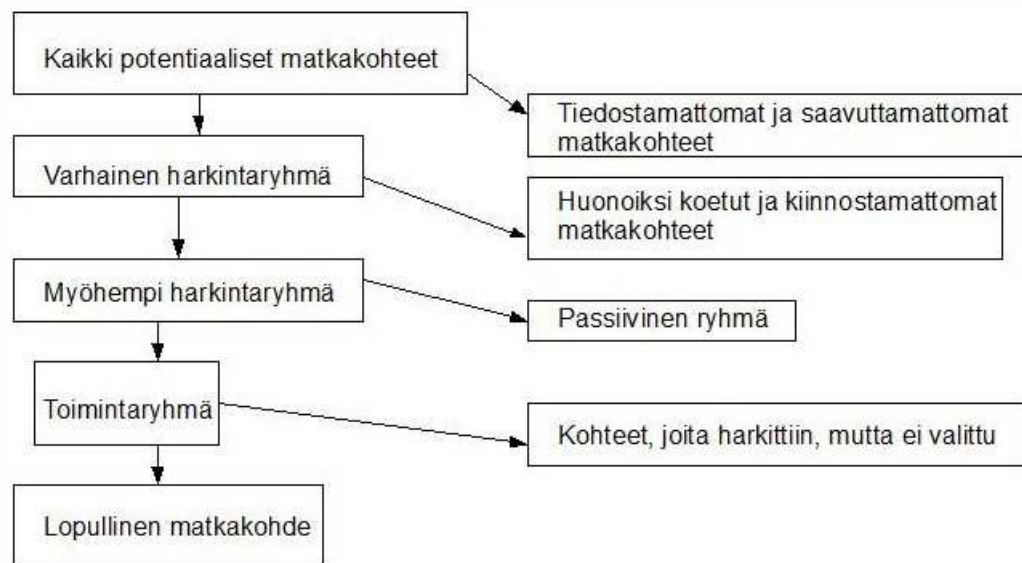 Kaikki potentiaaliset matkakohteet
Tiedostamattomat ja saavuttamattomat
matkakohteet
Varhainen harkintaryhmä
Huonoiksi koetut ja kiinnostamattomat
matkakohteet
Myöhempi harkintaryhmä
Passiivinen ryhmä
Toimintaryhmä
Kohteet, joita harkittiin, mutta ei valittu
Lopullinen matkakohde